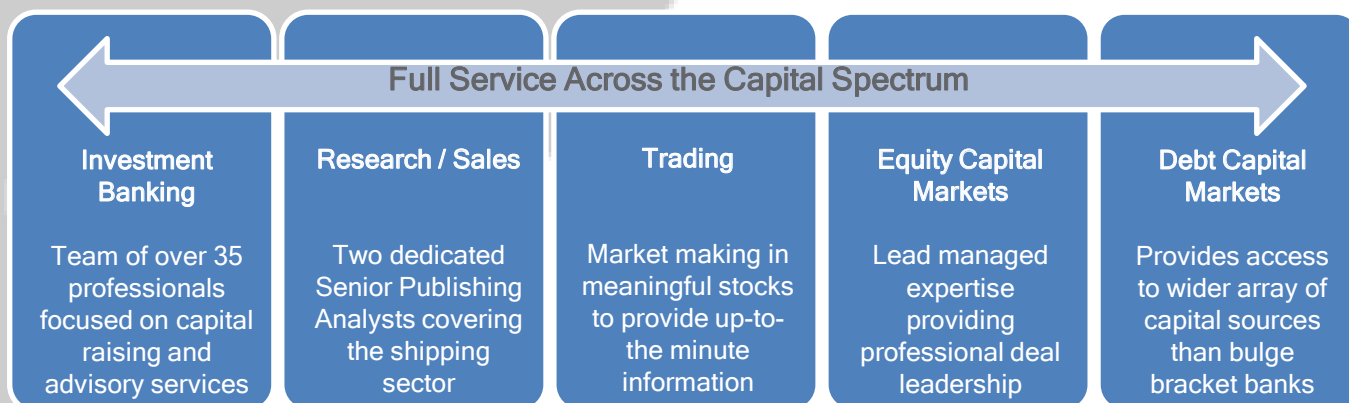 Full Service Across the Capital Spectrum
Investment
Banking
Team of over 35
professionals
focused on capital
raising and
advisory services
Research / Sales
Two dedicated
Senior Publishing
Analysts covering
the shipping
sector
Trading
Market making in
meaningful stocks
to provide up-to-
the minute
information
Equity Capital
Markets
Lead managed
expertise
providing
professional deal
leadership
Debt Capital
Markets
Provides access
to wider array of
capital sources
than bulge
bracket banks